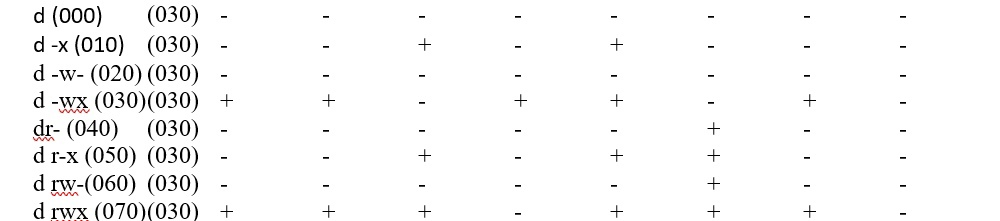 d (000) (030) - - - - - - - -
d -x (010) (030) - - + - + - - -
d -w- (020) (030) - - - - - - - -
d -wx (030)(030) + + - + + - + -
dr- (040) (030) - - - - - + - -
d r-x (050) (030) - - + - + + - -
d rw-(060) (030) - - - - - + - -
d rwx (070)(030) + + + - + + + -